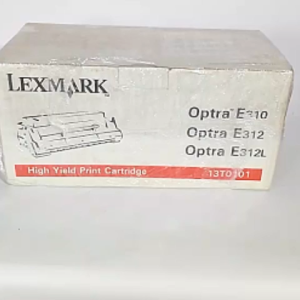 LEXMARK
Optra E310
Optra E312
Optra E312L
High Yield Print Cartridge
13T0101